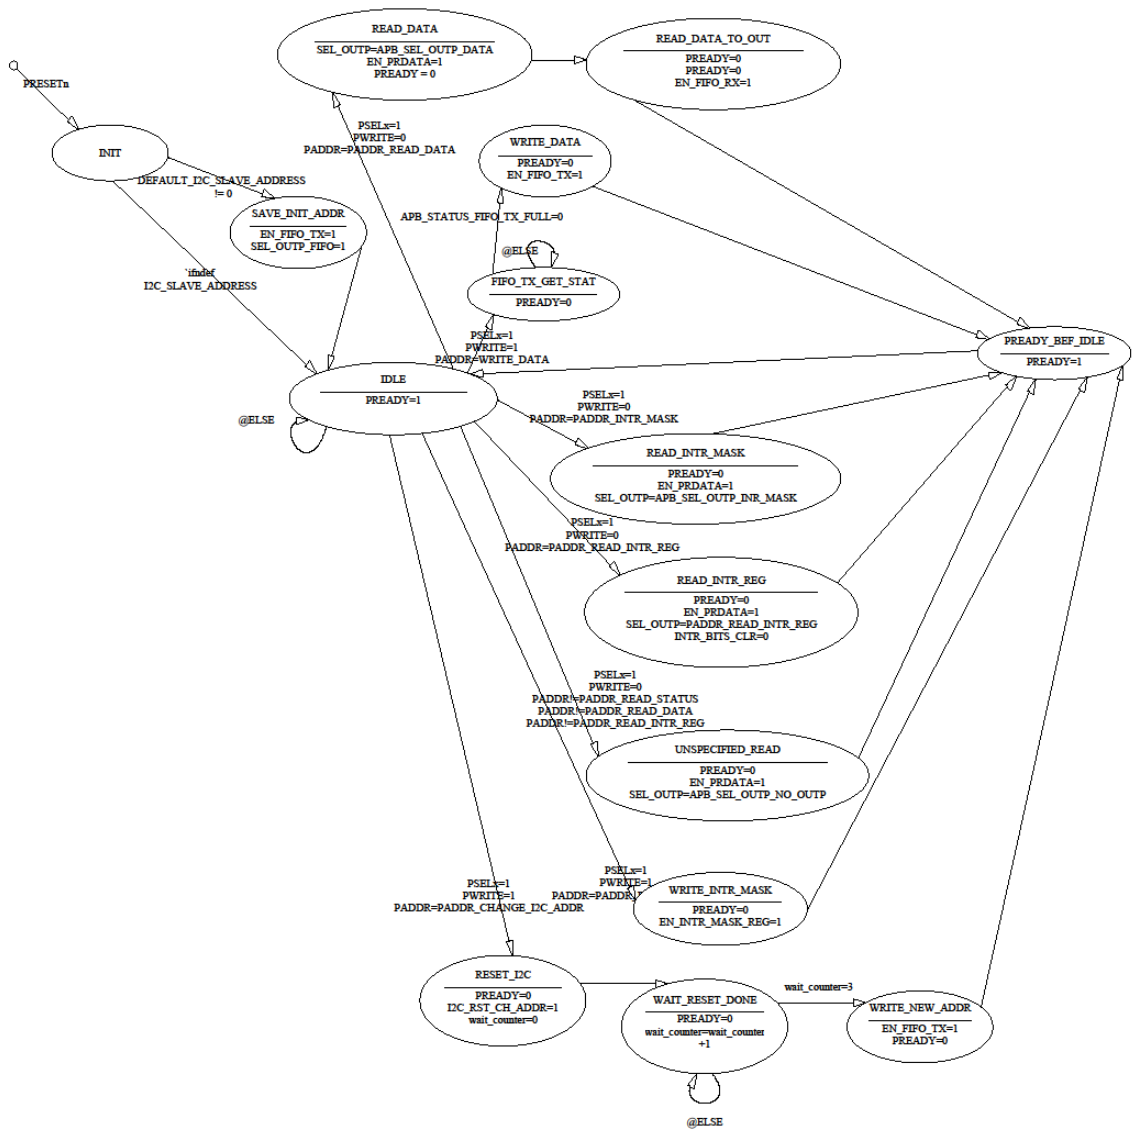 READ_DATA
SEL_OUTP=APB_SEL_OUTP_DATA
EN_PRDATA=1
PREADY = 0
READ_DATA_TO_OUT
PREADY=0
PREADY=0
EN_FIFO_RX=1
PRESETn
INIT
PSELx=1
PWRITE=0
PADDR=PADDR_READ_DATA
WRITE_DATA
PREADY=0
EN_FIFO_TX=1
DEFAULT_I2C_SLAVE_ADDRESS
!= 0
SAVE_INIT_ADDR
EN_FIFO_TX=1
SEL_OUTP_FIFO=1
APB_STATUS_FIFO_TX_FULL=0
@ELSE
`ifndef
I2C_SLAVE_ADDRESS
FIFO_TX_GET_STAT
PREADY=0
PSELx=1
PWRITE=1
PADDR=WRITE_DATA
PREADY_BEF_IDLE
PREADY=1
IDLE
PREADY=1
@ELSE
PSELx=1
PWRITE=0
PADDR=PADDR_INTR_MASK
READ_INTR_MASK
PREADY=0
EN_PRDATA=1
SEL_OUTP=APB_SEL_OUTP_INR_MASK
PSELx=1
PWRITE=0
PADDR=PADDR_READ_INTR_REG
READ_INTR_REG
PREADY=0
EN_PRDATA=1
SEL_OUTP=PADDR_READ_INTR_REG
INTR_BITS_CLR=0
PSELx=1
PWRITE=0
PADDR!=PADDR_READ_STATUS
PADDR!=PADDR_READ_DATA
PADDR!=PADDR_READ_INTR_REG
UNSPECIFIED_READ
PREADY=0
EN_PRDATA=1
SEL_OUTP=APB_SEL_OUTP_NO_OUTP
PSELx=1
PWRITE=1
WRITE_INTR_MASK
PREADY=0
EN_INTR_MASK_REG=1
PSELx=1
PWRITE=1
PADDR=PADDR_CHANGE_I2C_ADDR
RESET_I2C
PREADY=0
I2C_RST_CH_ADDR=1
wait_counter=0
WAIT_RESET_DONE
PREADY=0
wait_counter=wait_counter
+1
wait_counter=3
WRITE_NEW_ADDR
EN_FIFO_TX=1
PREADY=0
@ELSE